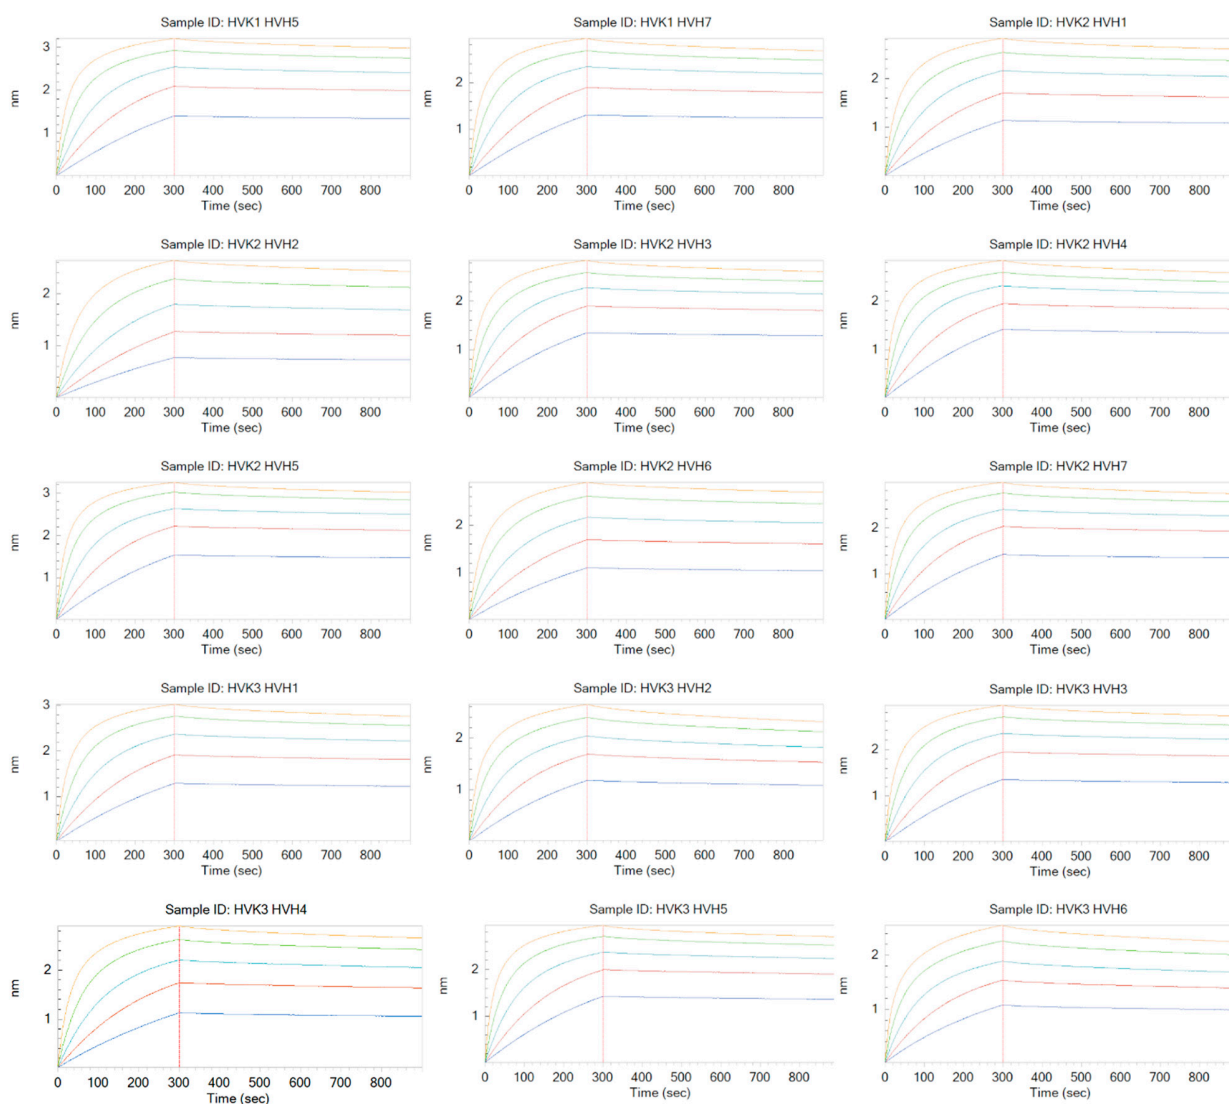 Sample ID: HVK1 HVH5 Sample ID: HVK1 HVH7 Sample ID: HVK2 HVH1
3
2 2 2
nm nm nm
1 1 1
0 100 200 300 400 500 600 700 800 0 100 200 300 400 500 600 700 800 0 100 200 300 400 500 600 700 800
Time (sec) Time (sec) Time (sec)
Sample ID: HVK2 HVH2 Sample ID: HVK2 HVH3 Sample ID: HVK2 HVH4
2 2 2
nm nm nm
1 1 1
0 100 200 300 400 500 600 700 800 0 100 200 300 400 500 600 700 800 0 100 200 300 400 500 600 700 800
Time (sec) Time (sec) Time (sec)
Sample ID: HVK2 HVH5 Sample ID: HVK2 HVH6 Sample ID: HVK2 HVH7
3
2 2 2
nm nm nm
1 1 1
0 100 200 300 400 500 600 700 800 0 100 200 300 400 500 600 700 800 0 100 200 300 400 500 600 700 800
Time (sec) Time (sec) Time (sec)
Sample ID: HVK3 HVH1 Sample ID: HVK3 HVH2 Sample ID: HVK3 HVH3
3
2 2 2
nm nm nm
1 1 1
0 100 200 300 400 500 600 700 800 0 100 200 300 400 500 600 700 800 0 100 200 300 400 500 600 700 800
Time (sec) Time (sec) Time (sec)
Sample ID: HVK3 HVH4 Sample ID: HVK3 HVH5 Sample ID: HVK3 HVH6
2 2 2
nm nm nm
1 1 1
0 100 200 300 400 500 600 700 800 0 100 200 300 400 500 600 700 800 0 100 200 300 400 500 600 700 800
Time (sec) Time (sec) Time (sec)